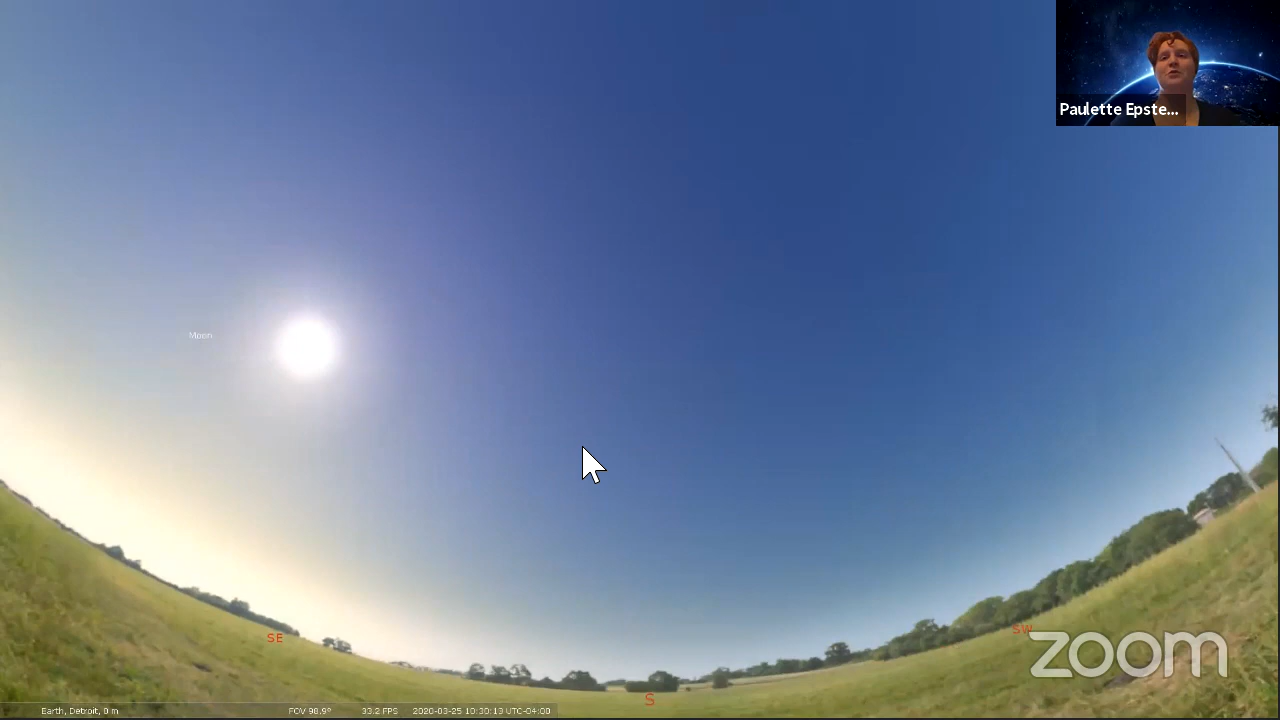 Paulette Epste...
Moon
SE
SW
S
zoom
Earth, Detroit, 0 m
FOV 98.9°
33.2 FPS
2020-03-25 10:30:13 UTC-04:00